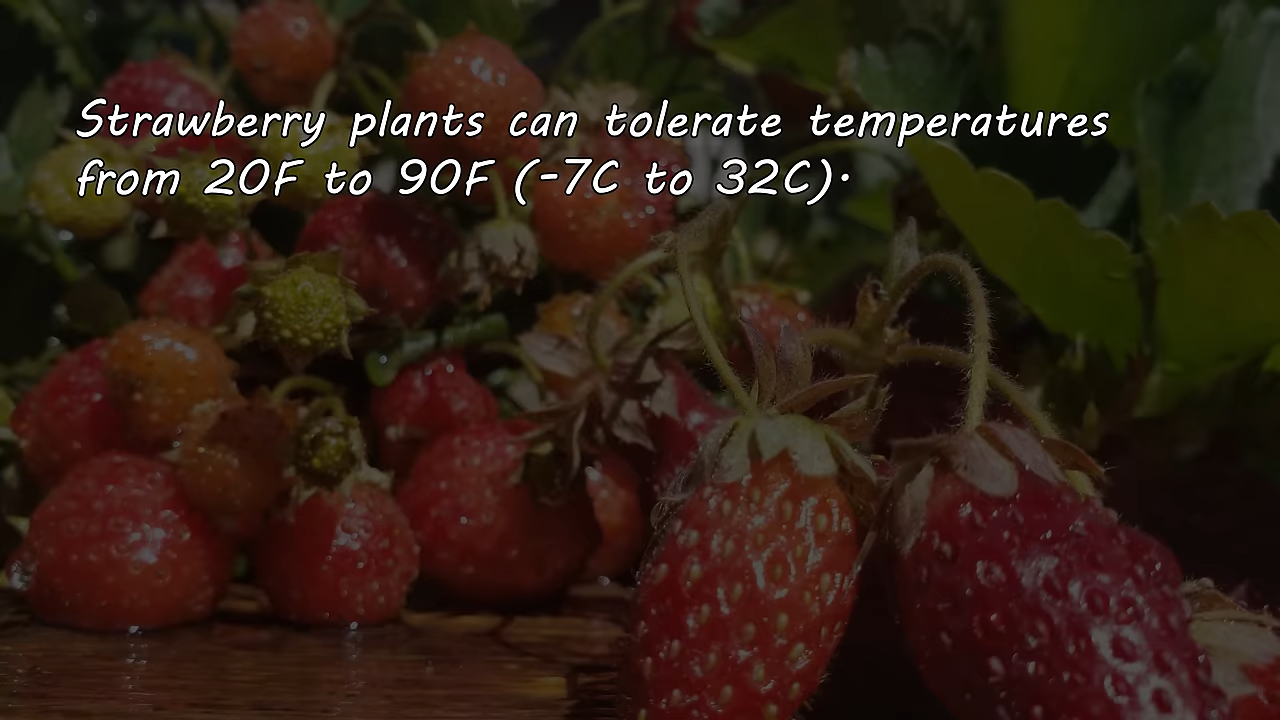 Strawberry plants can tolerate temperatures
from 20F to 90F (-7C to 32C).